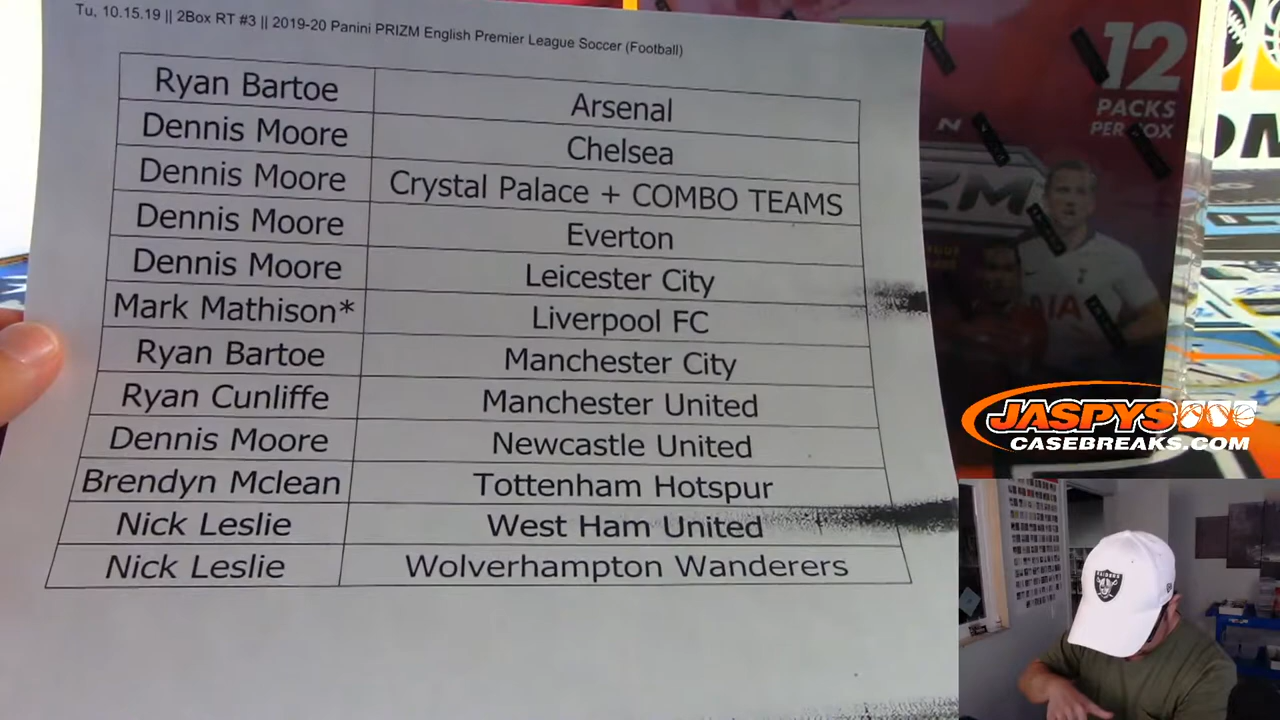 Tu, 10.15.19 || 2Box RT #3 || 2019-20 Panini PRIZM English Premier League Soccer (Football)
Ryan Bartoe Arsenal
Dennis Moore Chelsea
Dennis Moore Crystal Palace + COMBO TEAMS
Dennis Moore Everton
Dennis Moore Leicester City
Mark Mathison* Liverpool FC
Ryan Bartoe Manchester City
Ryan Cunliffe Manchester United
Dennis Moore Newcastle United
Brendyn Mclean Tottenham Hotspur
Nick Leslie West Ham United
Nick Leslie Wolverhampton Wanderers
12
PACKS
PER BOX
AIA
JASPYS
CASEBREAKS.COM
RAIDERS